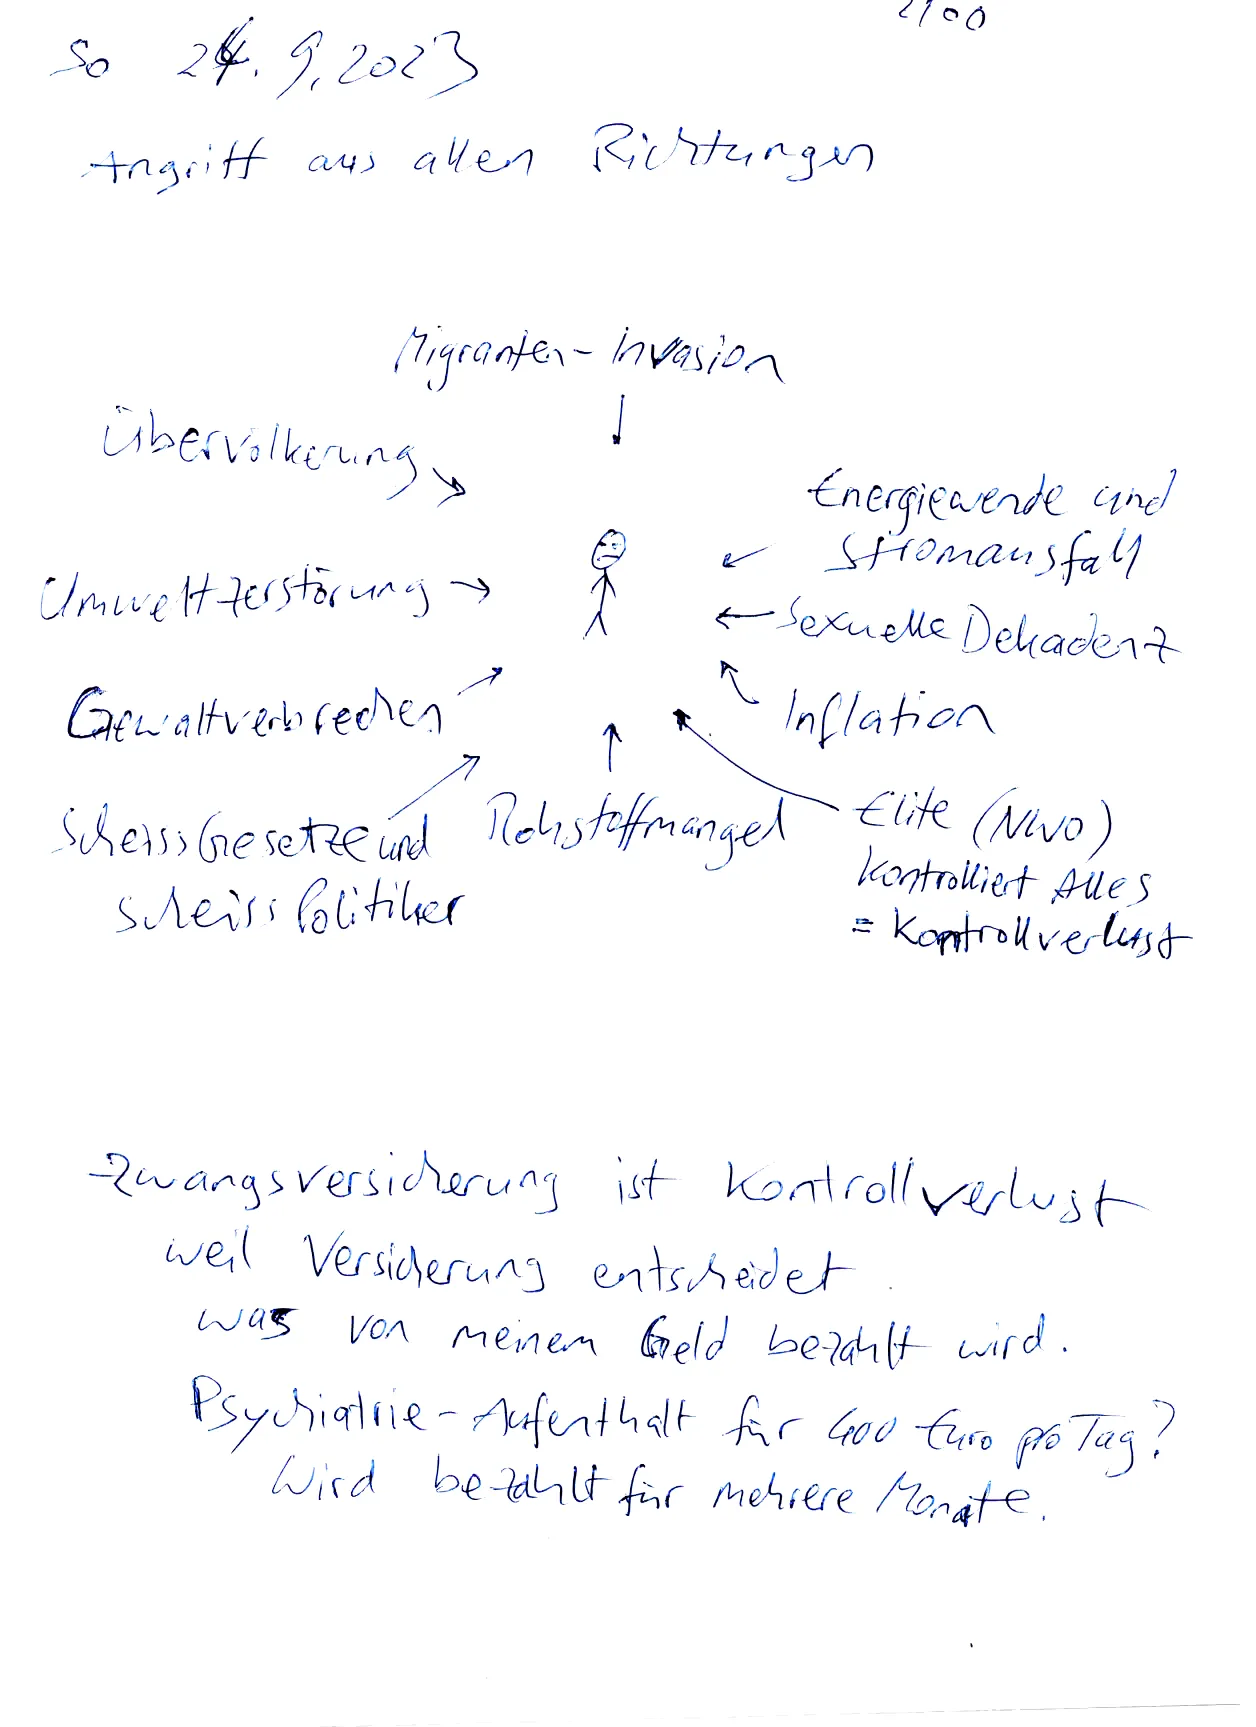 2100
So 24.9.2023
Angriff aus allen Richtungen
Migranten-Invasion
Übervölkerung
Energiewende und
Stromausfall
Umweltzerstörung
Sexuelle Dekadenz
Gewaltverbrechen
Inflation
Scheiss Gesetze und
Scheiss Politiker
Rohstoffmangel
Elite (NWO)
kontrolliert Alles
= Kontrollverlust
-Zwangsversicherung ist Kontrollverlust
weil Versicherung entscheidet
was von meinem Geld bezahlt wird.
Psychiatrie-Aufenthalt für 400 Euro pro Tag?
Wird bezahlt für mehrere Monate.